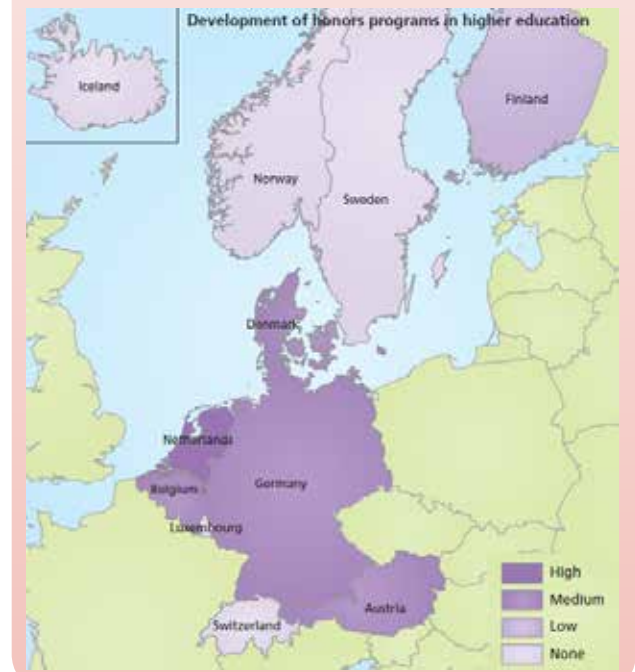 Development of honors programs in higher education
Iceland
Finland
Norway
Sweden
Denmark
Netherlands
Belgium
Germany
Luxembourg
Austria
Switzerland
High
Medium
Low
None